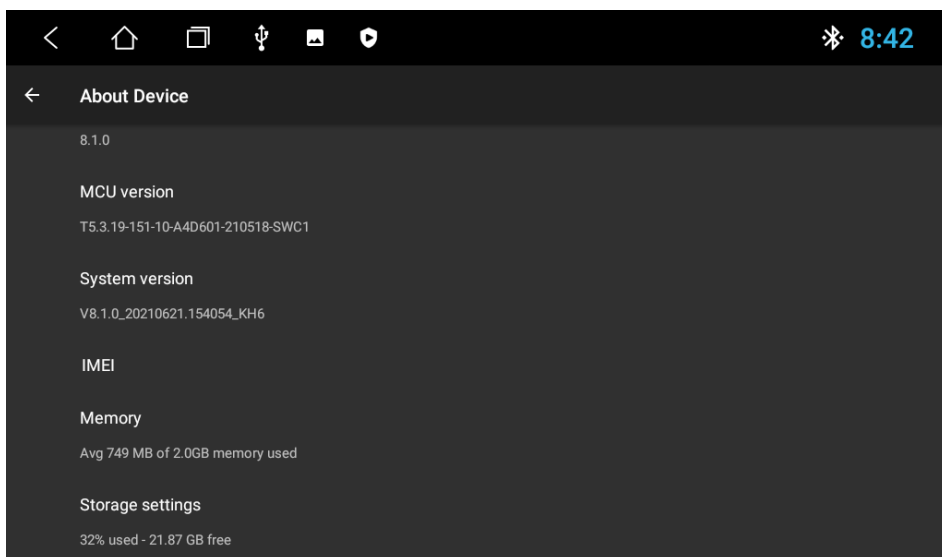 8:42
About Device
8.1.0
MCU version
T5.3.19-151-10-A4D601-210518-SWC1
System version
V8.1.0_20210621.154054_KH6
IMEI
Memory
Avg 749 MB of 2.0GB memory used
Storage settings
32% used - 21.87 GB free